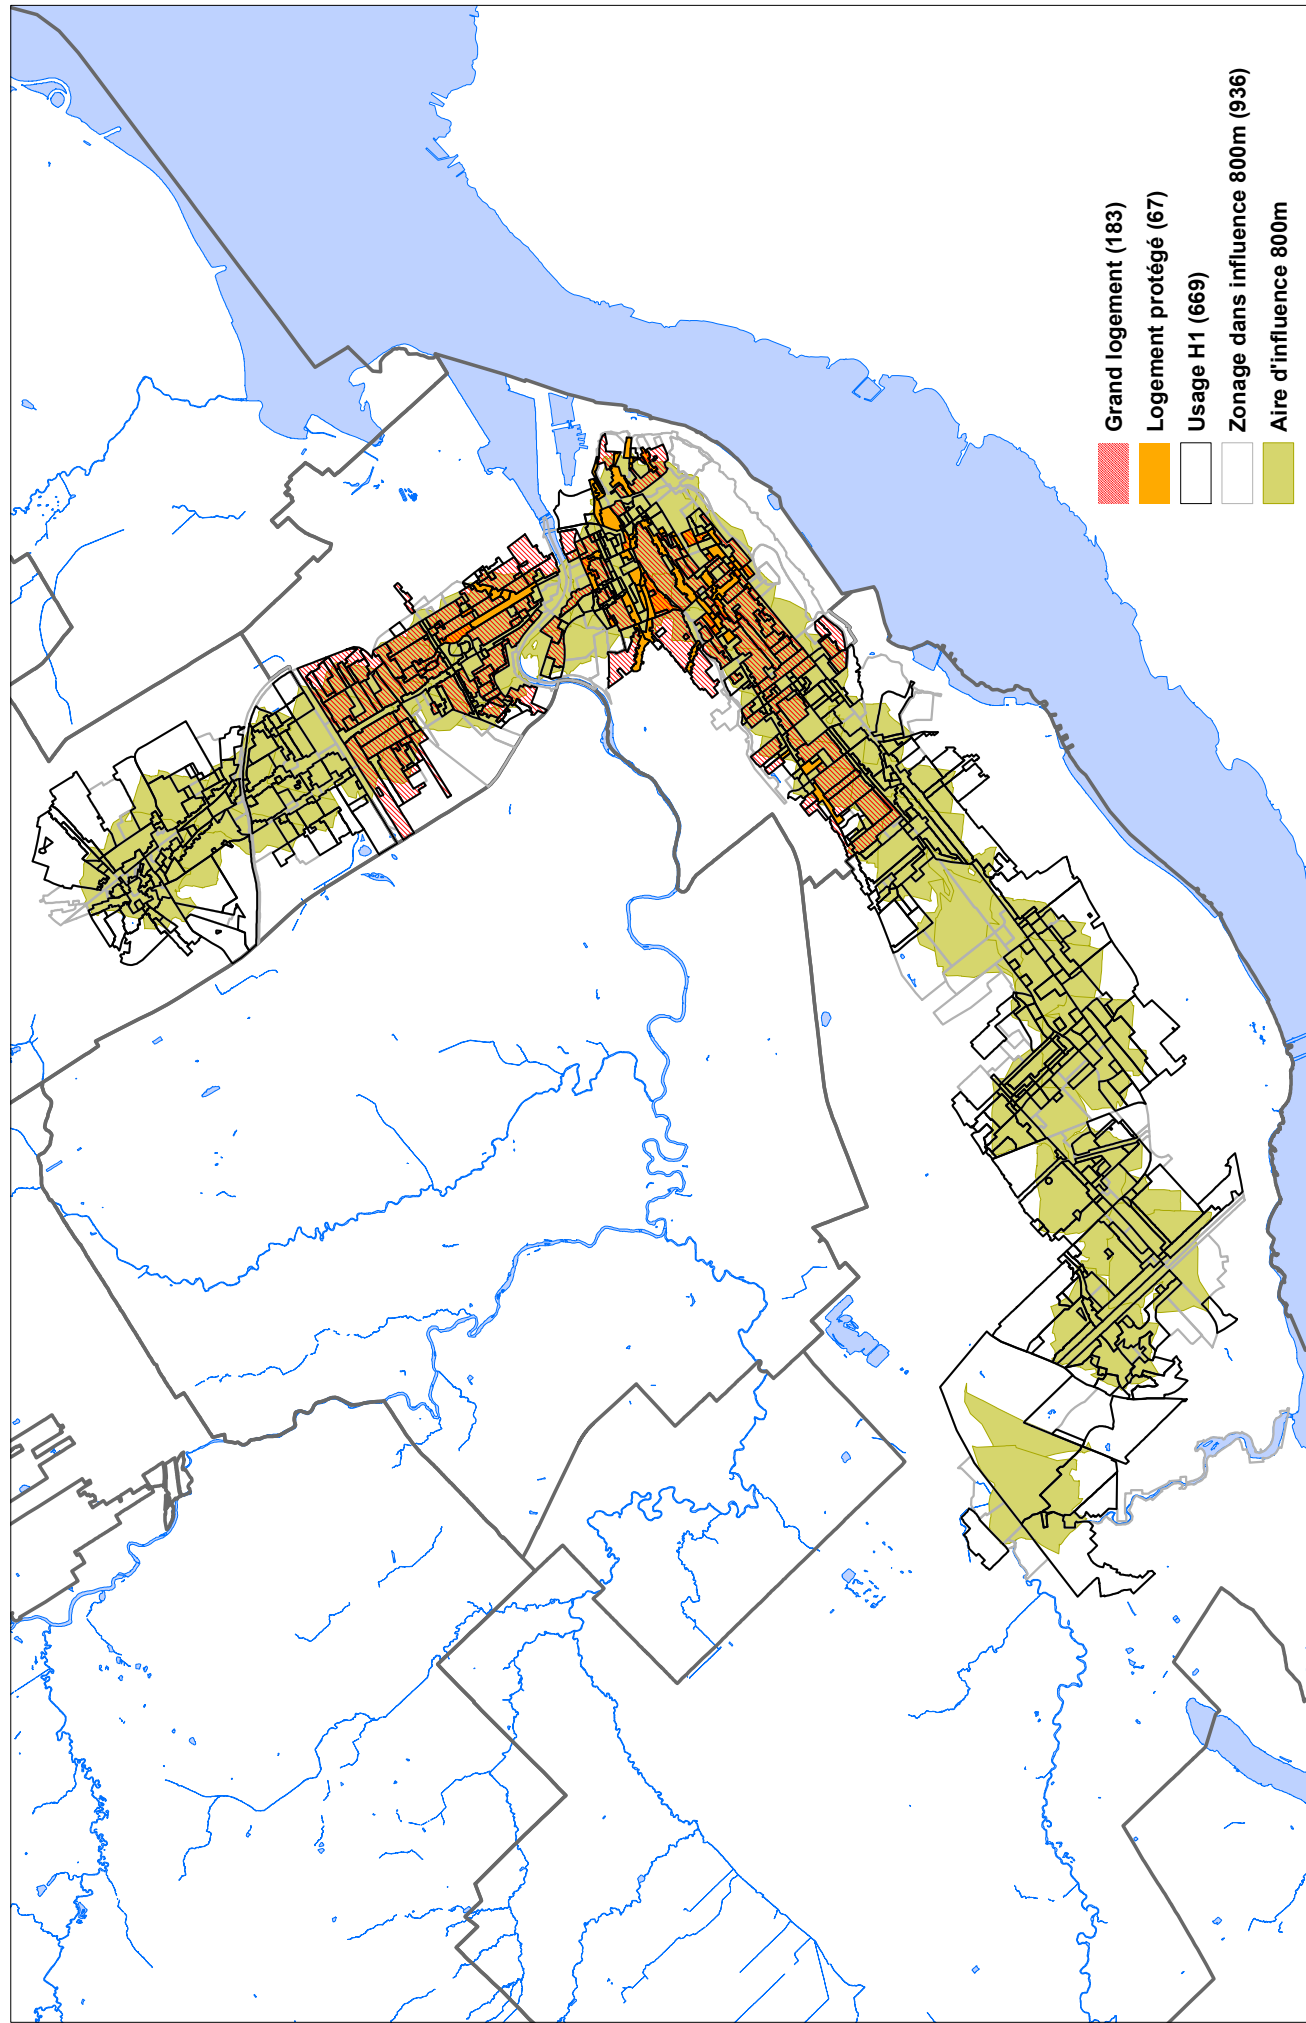 Grand logement (183)
Logement protégé (67)
Usage H1 (669)
Zonage dans influence 800m (936)
Aire d'influence 800m